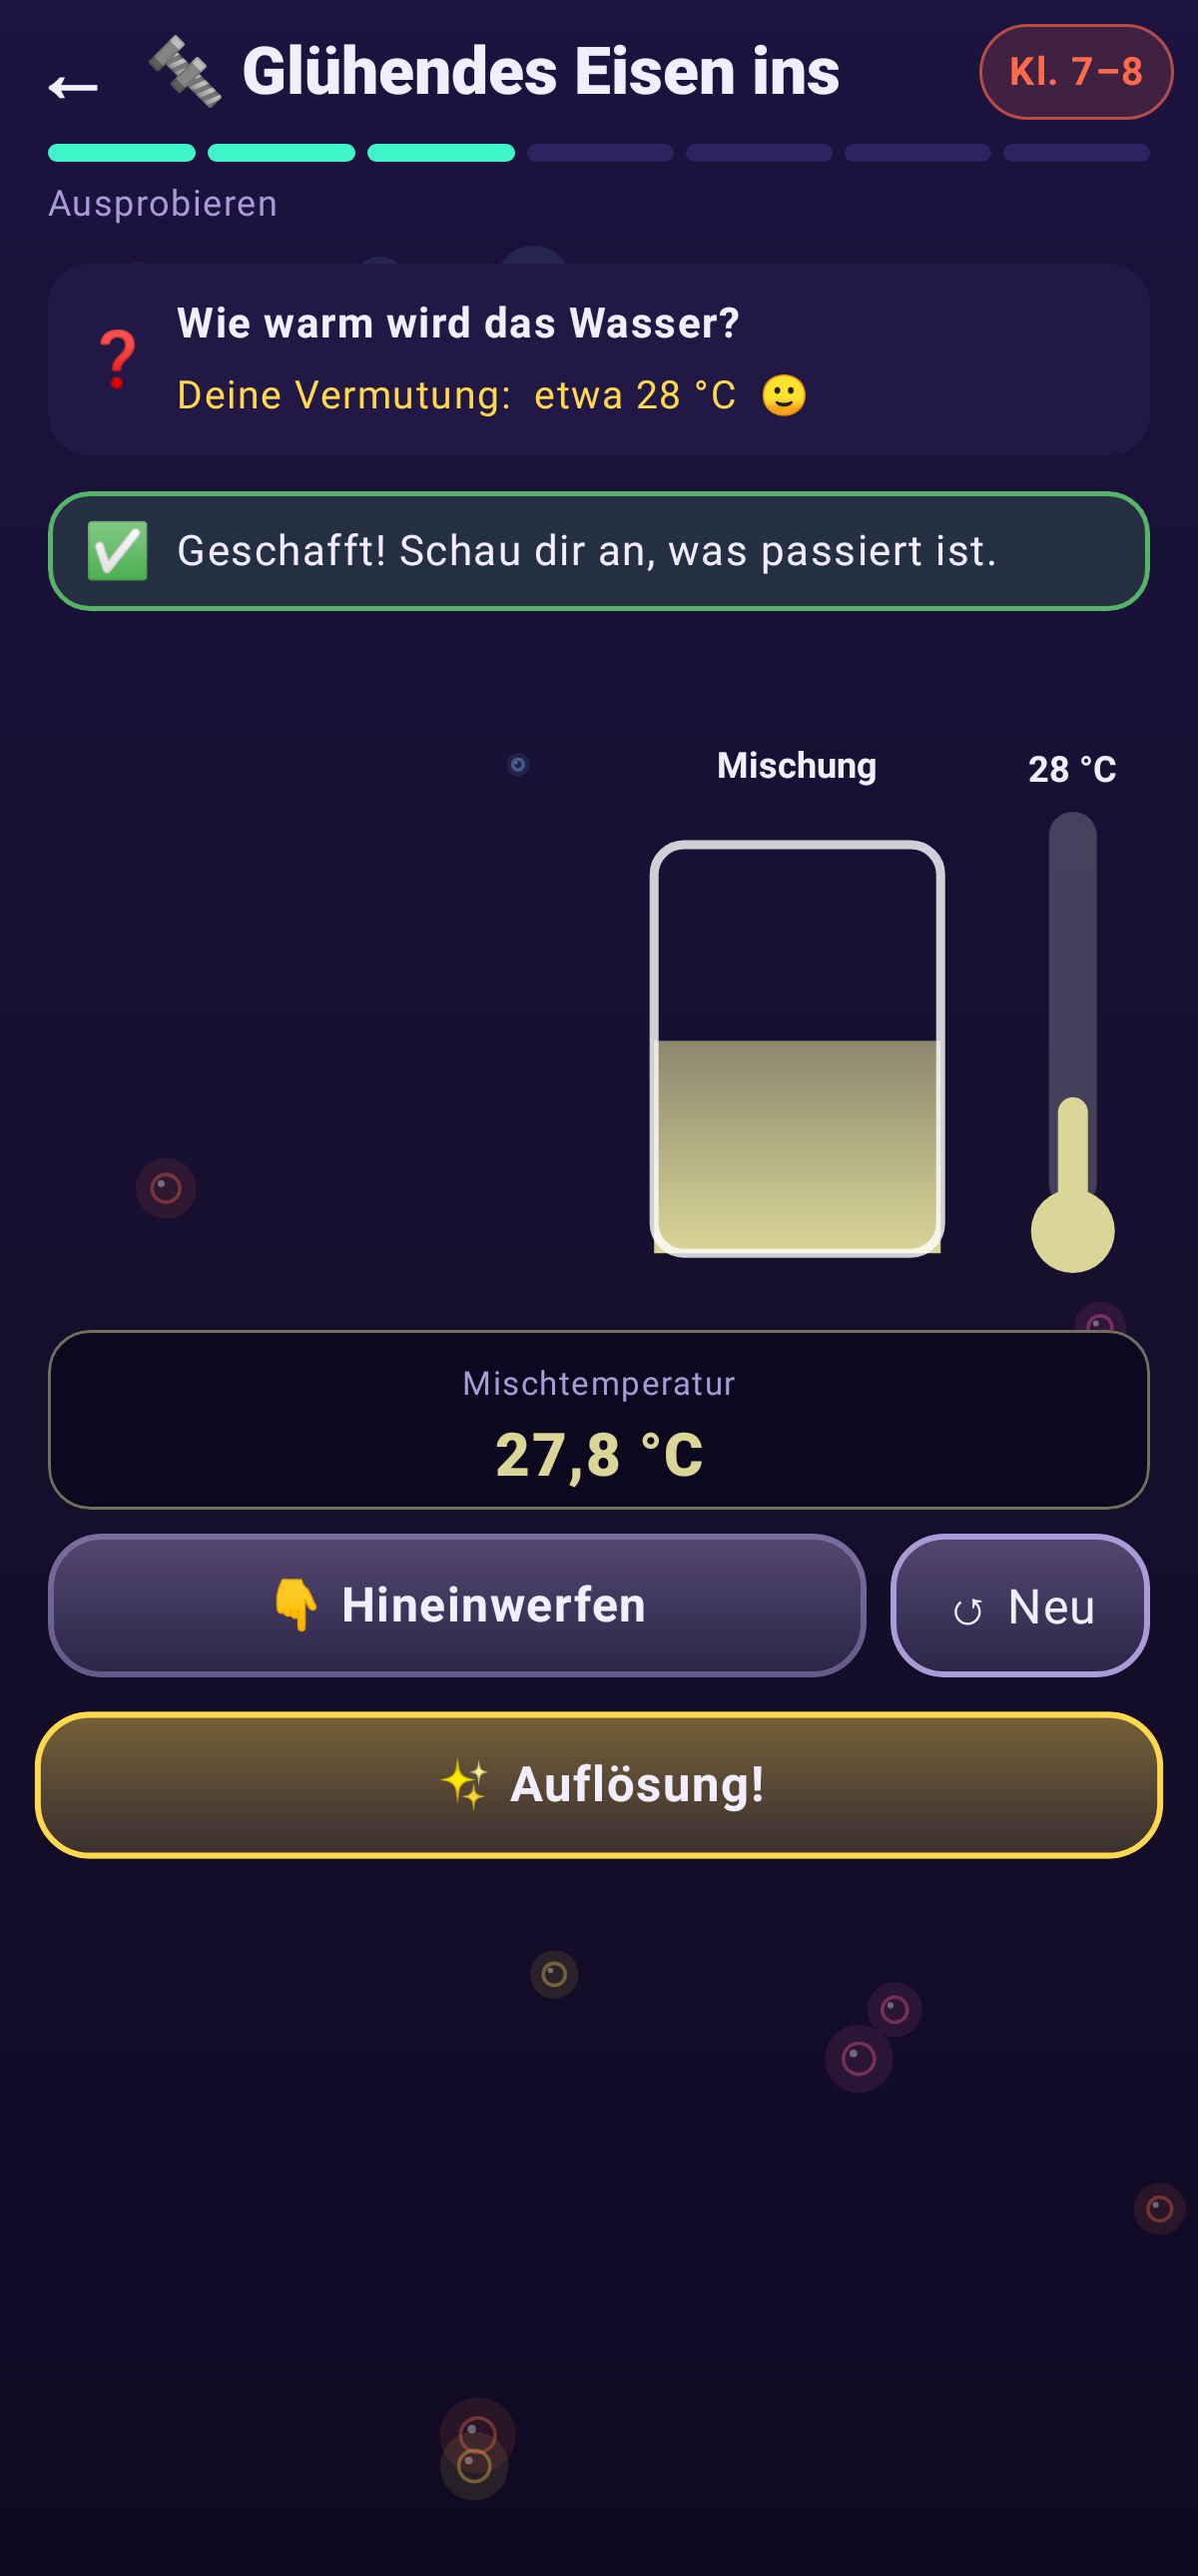 ← Glühendes Eisen ins
Kl. 7–8
Ausprobieren
❓ Wie warm wird das Wasser?
Deine Vermutung: etwa 28 °C 🙂
✅ Geschafft! Schau dir an, was passiert ist.
Mischung
28 °C
Mischtemperatur
27,8 °C
👇 Hineinwerfen
↺ Neu
✨ Auflösung!